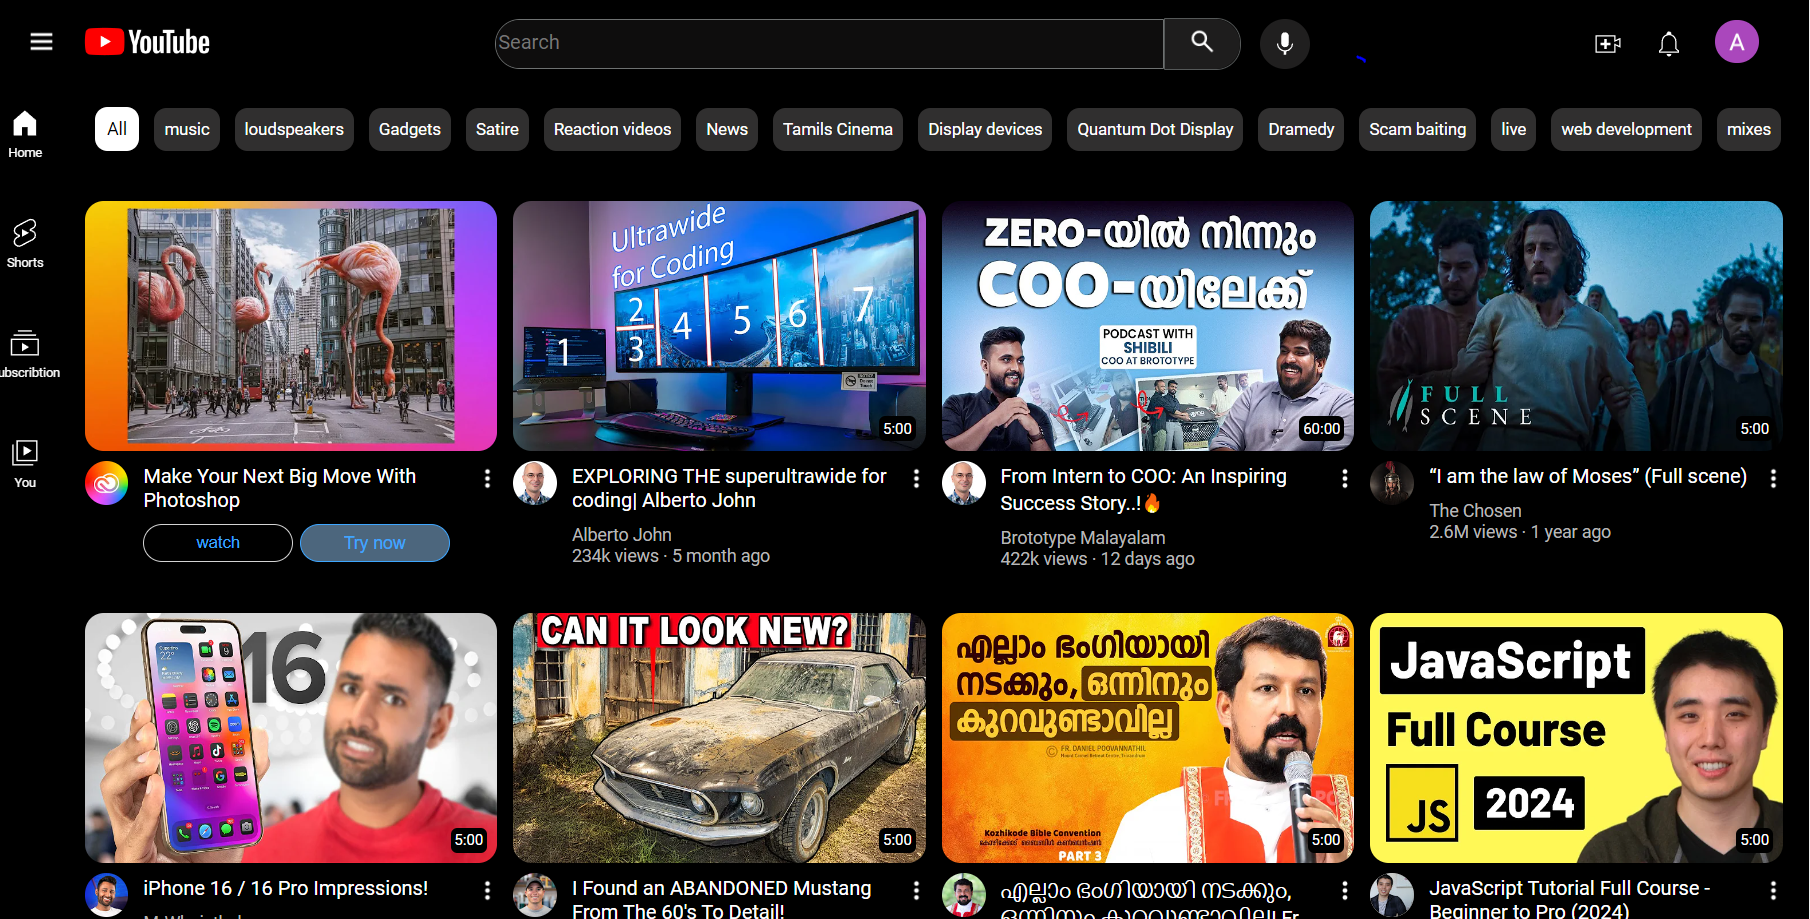 YouTube
Search
A
All
music
loudspeakers
Gadgets
Satire
Reaction videos
News
Tamils Cinema
Display devices
Quantum Dot Display
Dramedy
Scam baiting
live
web development
mixes
Home
Shorts
ubscribtion
You
Ultrawide
for Coding
1
2
3
4
5
6
7
5:00
ZERO-യിൽ നിന്നും
COO-യിലേക്ക്
PODCAST WITH
SHIBILI
COO AT BROTOTYPE
60:00
FULL
SCENE
5:00
Make Your Next Big Move With
Photoshop
watch
Try now
EXPLORING THE superultrawide for
coding| Alberto John
Alberto John
234k views · 5 month ago
From Intern to COO: An Inspiring
Success Story..!🔥
Brototype Malayalam
422k views · 12 days ago
“I am the law of Moses” (Full scene)
The Chosen
2.6M views · 1 year ago
16
5:00
CAN IT LOOK NEW?
5:00
എല്ലാം ഭംഗിയായി
നടക്കും, ഒന്നിനും
കുറവുണ്ടാവില്ല
© FR. DANIEL POOVANNATHIL
Kozhikode Bible Convention
PART 3
5:00
JavaScript
Full Course
JS
2024
5:00
iPhone 16 / 16 Pro Impressions!
I Found an ABANDONED Mustang
From The 60's To Detail!
എല്ലാം ഭംഗിയായി നടക്കും,
ഒന്നിനും കുറവുണ്ടാവില്ല! Fr
JavaScript Tutorial Full Course -
Beginner to Pro (2024)